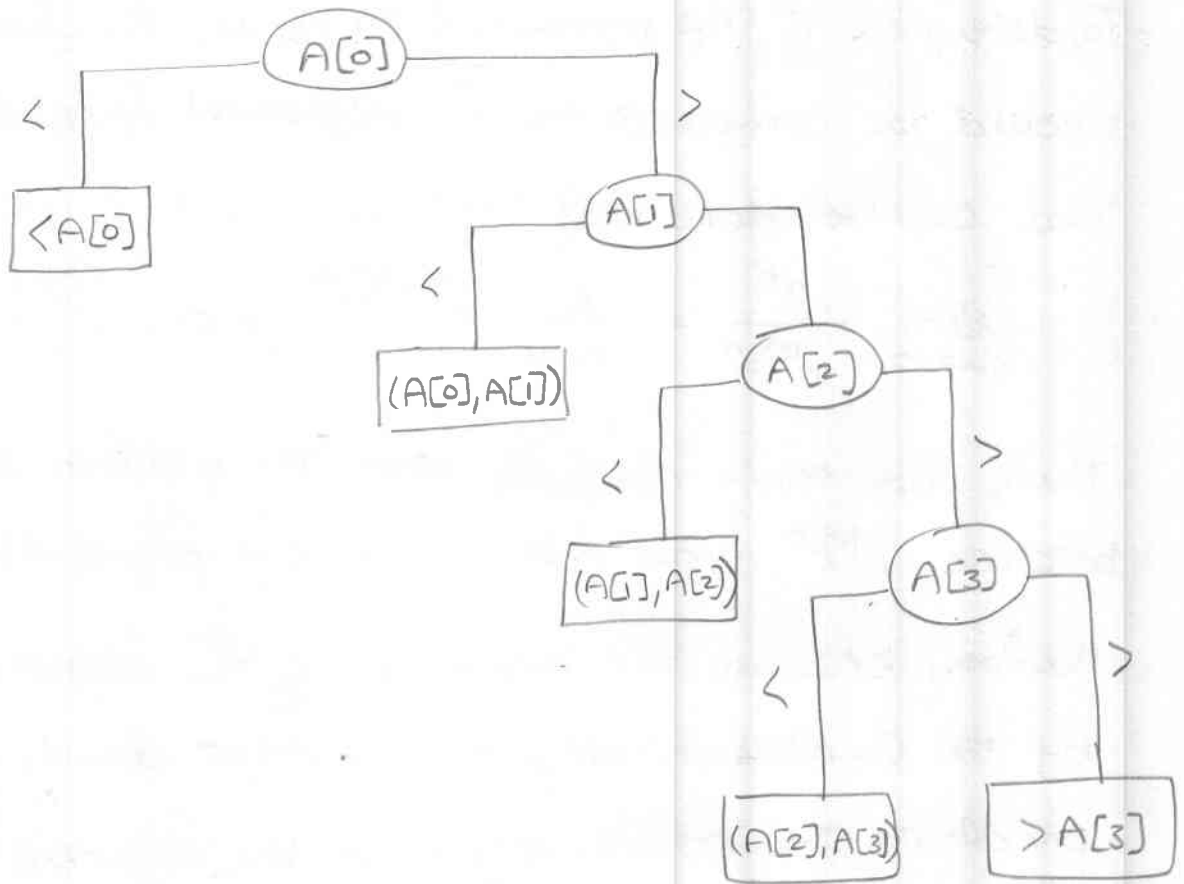 A[0]
<
>
<A[0]
A[1]
<
(A[0],A[1])
A[2]
<
>
(A[1],A[2])
A[3]
<
>
(A[2],A[3])
>A[3]